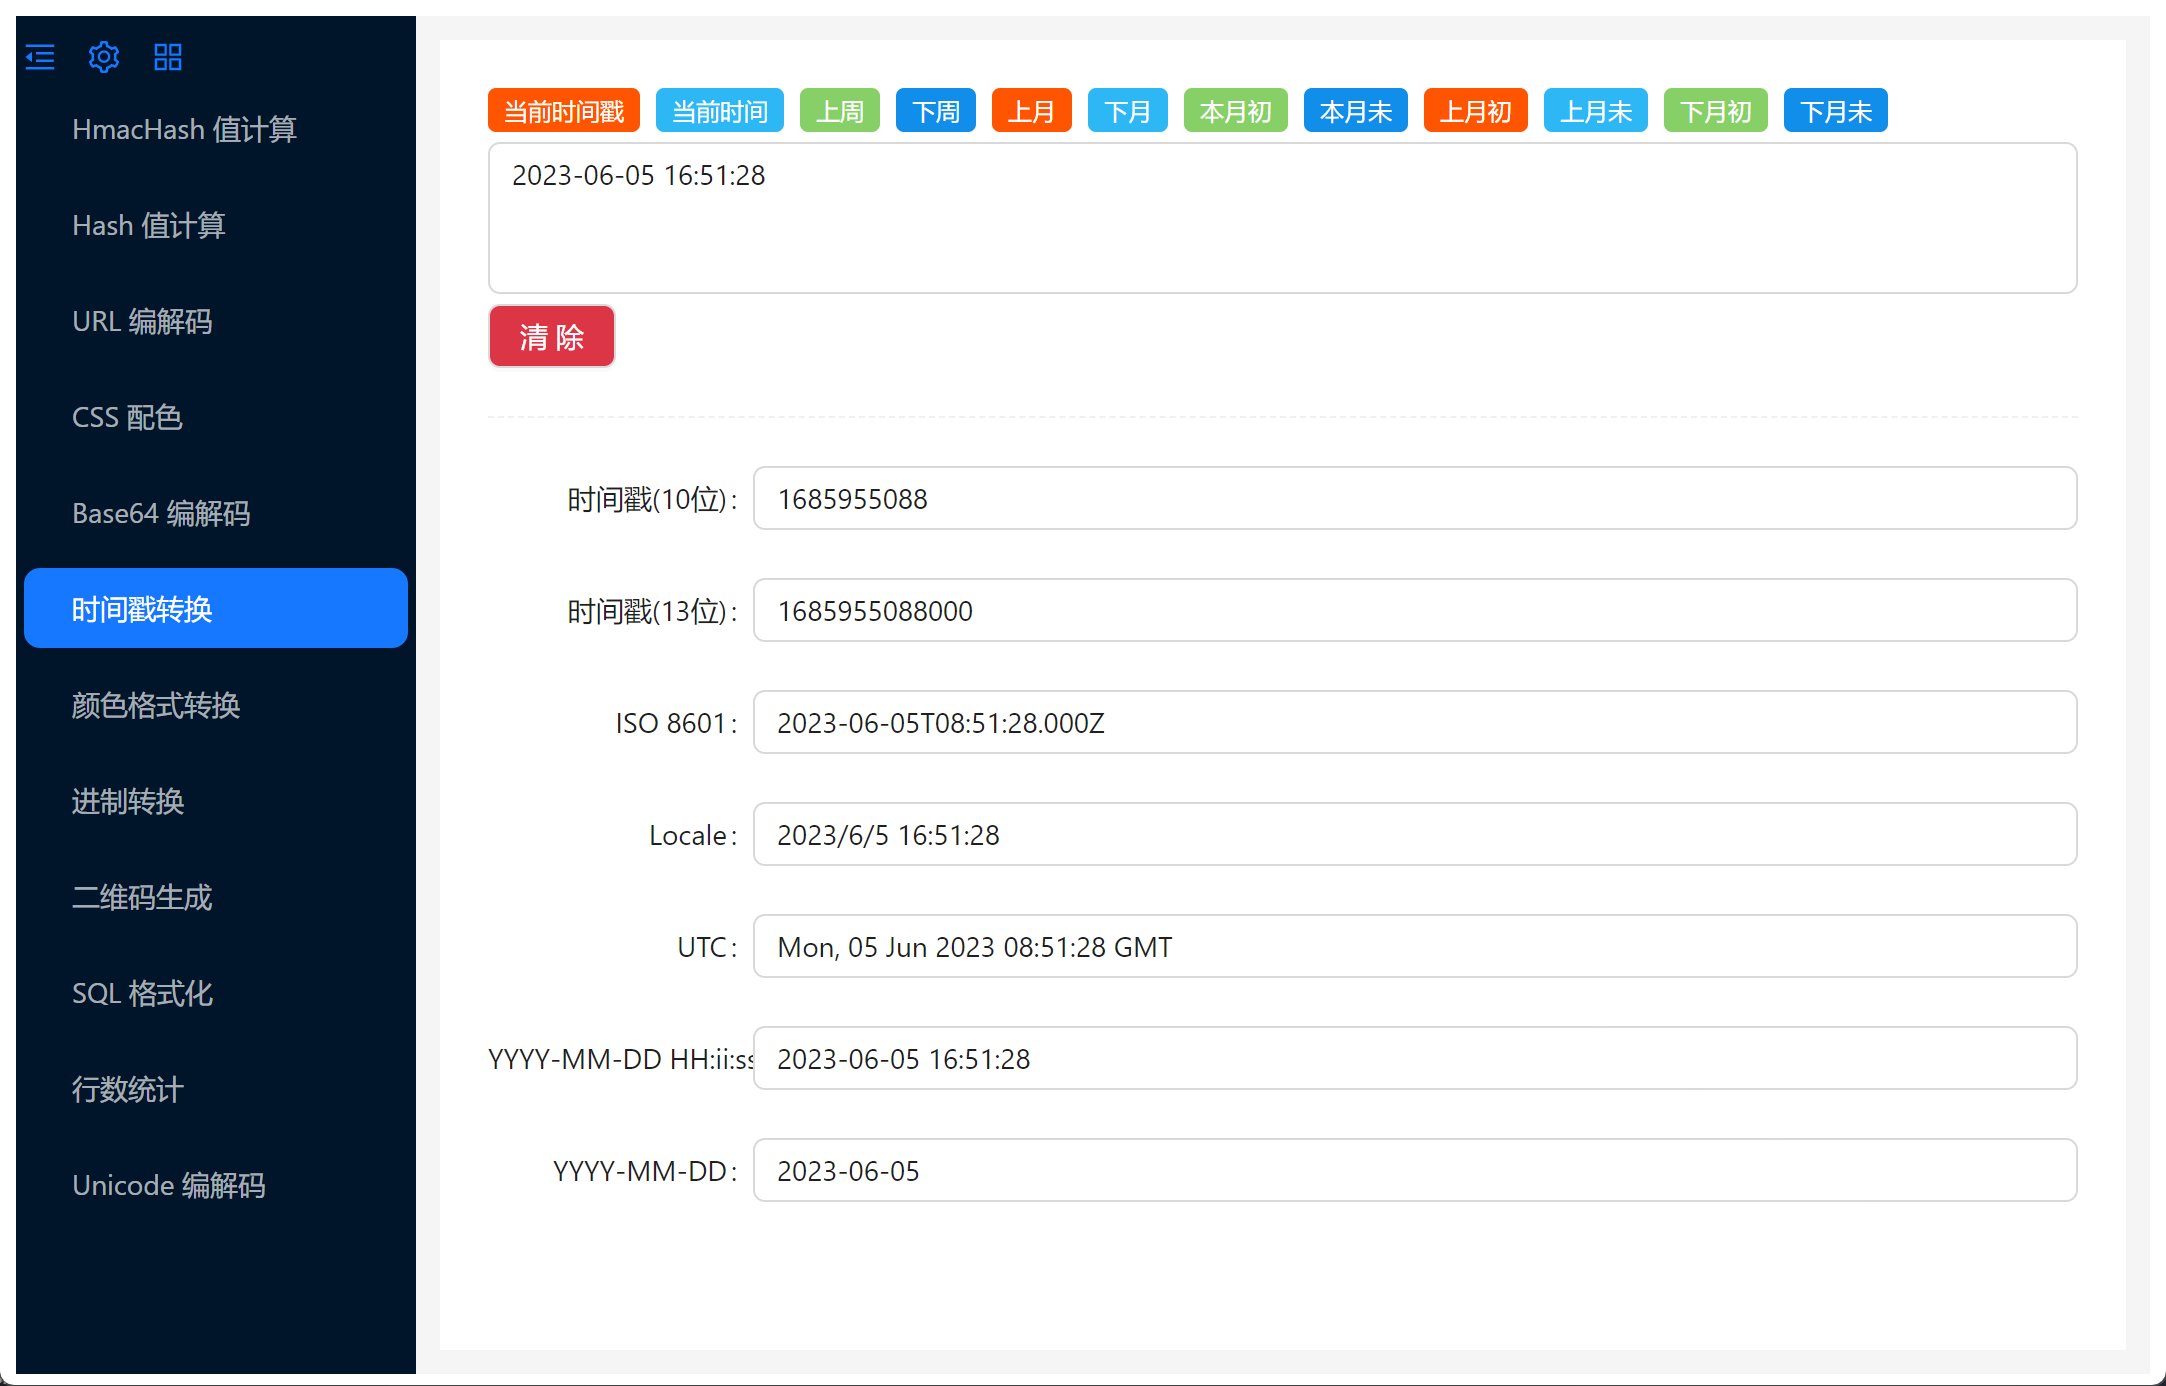 HmacHash 值计算
Hash 值计算
URL 编解码
CSS 配色
Base64 编解码
时间戳转换
颜色格式转换
进制转换
二维码生成
SQL 格式化
行数统计
Unicode 编解码
当前时间戳 当前时间 上周 下周 上月 下月 本月初 本月未 上月初 上月未 下月初 下月未
2023-06-05 16:51:28
清 除
时间戳(10位) : 1685955088
时间戳(13位) : 1685955088000
ISO 8601 : 2023-06-05T08:51:28.000Z
Locale : 2023/6/5 16:51:28
UTC : Mon, 05 Jun 2023 08:51:28 GMT
YYYY-MM-DD HH:ii:ss 2023-06-05 16:51:28
YYYY-MM-DD : 2023-06-05